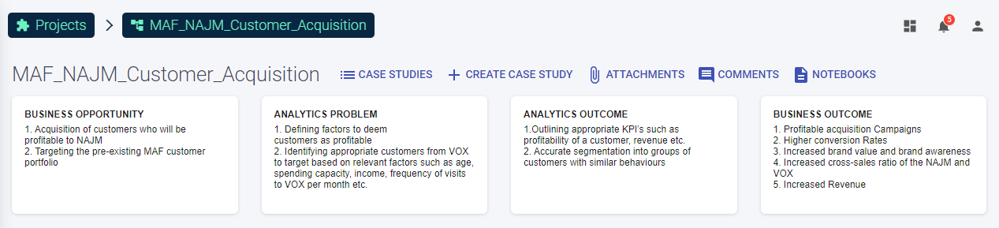 Projects
MAF_NAJM_Customer_Acquisition
5
MAF_NAJM_Customer_Acquisition
CASE STUDIES
CREATE CASE STUDY
ATTACHMENTS
COMMENTS
NOTEBOOKS
BUSINESS OPPORTUNITY
1. Acquisition of customers who will be
profitable to NAJM
2. Targeting the pre-existing MAF customer
portfolio
ANALYTICS PROBLEM
1. Defining factors to deem
customers as profitable
2. Identifying appropriate customers from VOX
to target based on relevant factors such as age,
spending capacity, income, frequency of visits
to VOX per month etc.
ANALYTICS OUTCOME
1.Outlining appropriate KPI's such as
profitability of a customer, revenue etc.
2. Accurate segmentation into groups of
customers with similar behaviours
BUSINESS OUTCOME
1. Profitable acquisition Campaigns
2. Higher conversion Rates
3. Increased brand value and brand awareness
4. Increased cross-sales ratio of the NAJM and
VOX
5. Increased Revenue